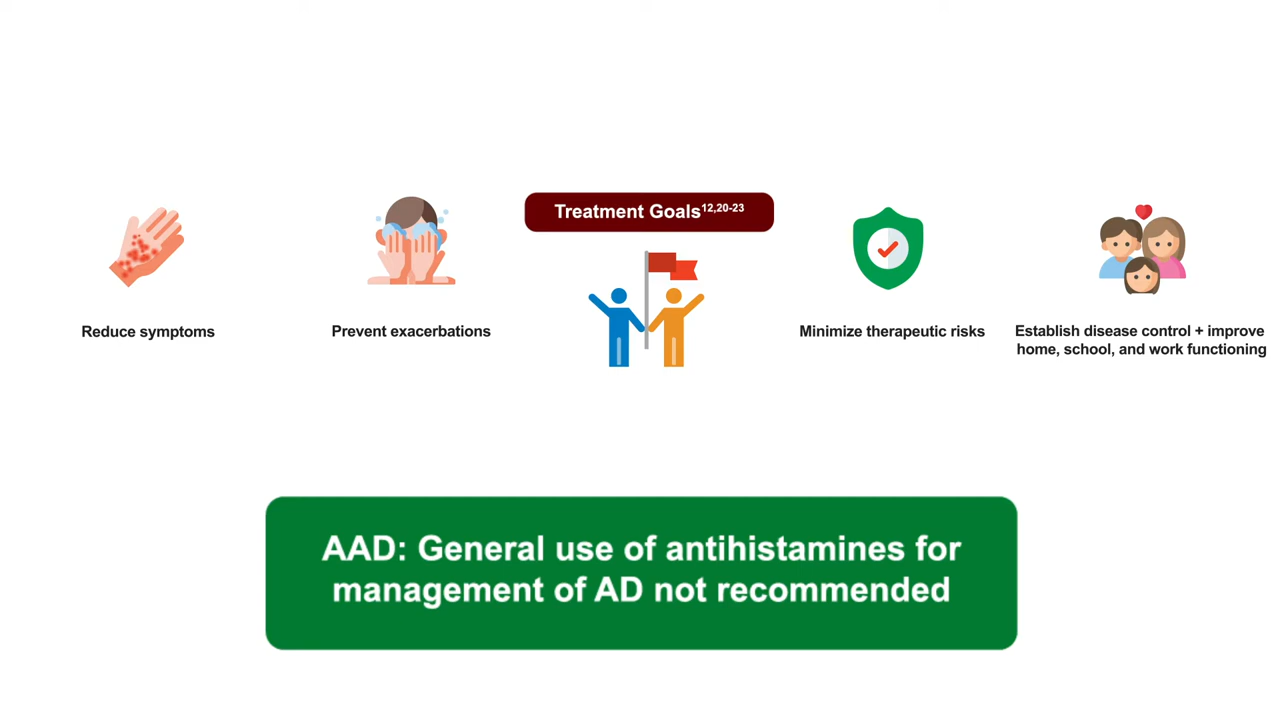 Treatment Goals12,20-23
Reduce symptoms
Prevent exacerbations
Minimize therapeutic risks
Establish disease control + improve
home, school, and work functioning
AAD: General use of antihistamines for
management of AD not recommended